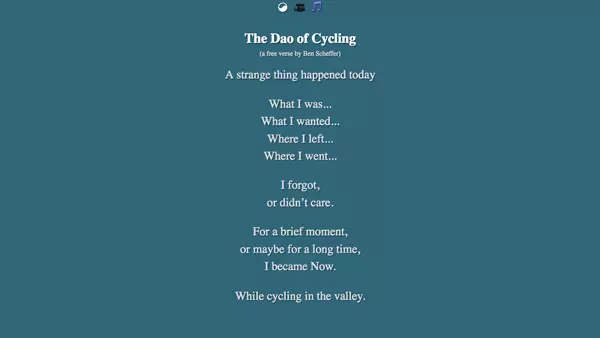 The Dao of Cycling
(a free verse by Ben Scheffer)
A strange thing happened today
What I was...
What I wanted...
Where I left...
Where I went...
I forgot,
or didn't care.
For a brief moment,
or maybe for a long time,
I became Now.
While cycling in the valley.